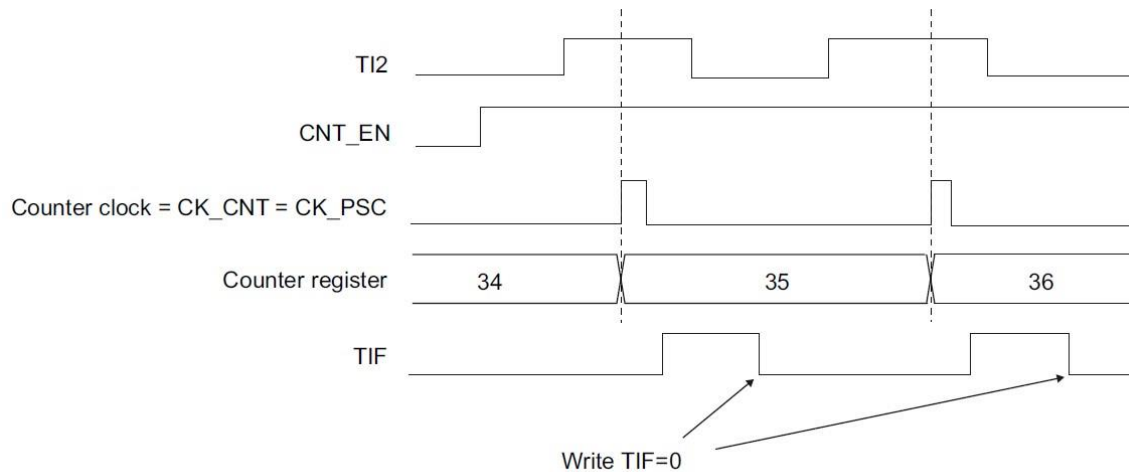 TI2
CNT_EN
Counter clock = CK_CNT = CK_PSC
Counter register 34 35 36
TIF
Write TIF=0